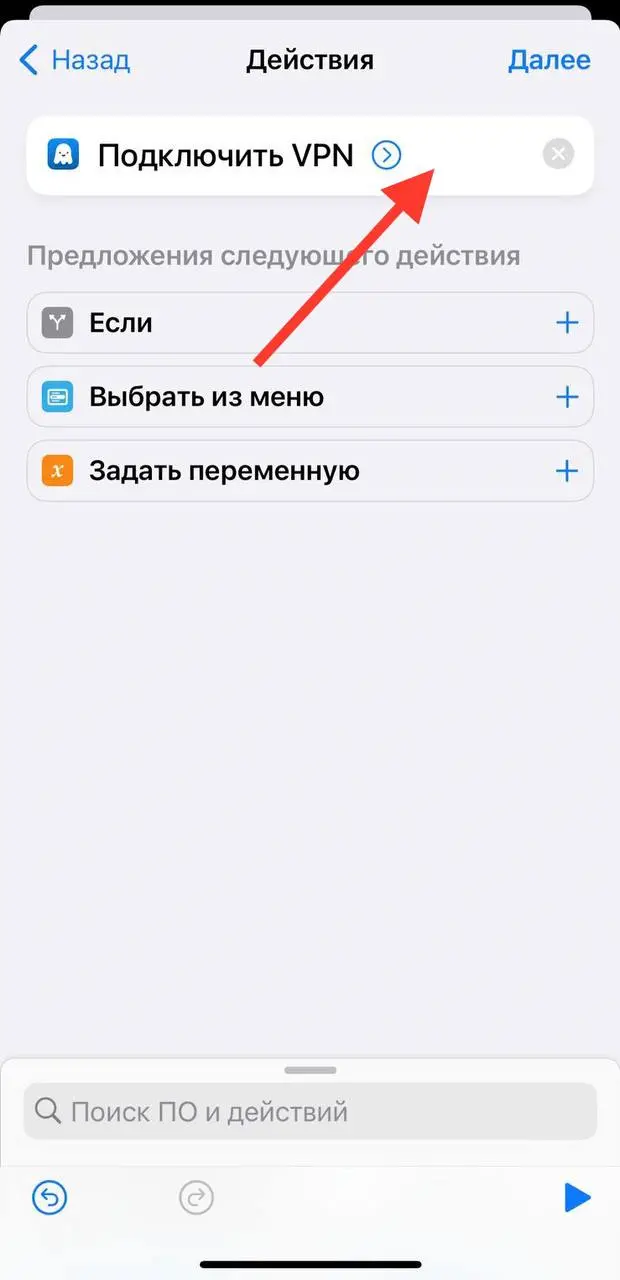 Назад
Действия
Далее
Подключить VPN
Предложения следующего действия
Если
Выбрать из меню
Задать переменную
Поиск ПО и действий